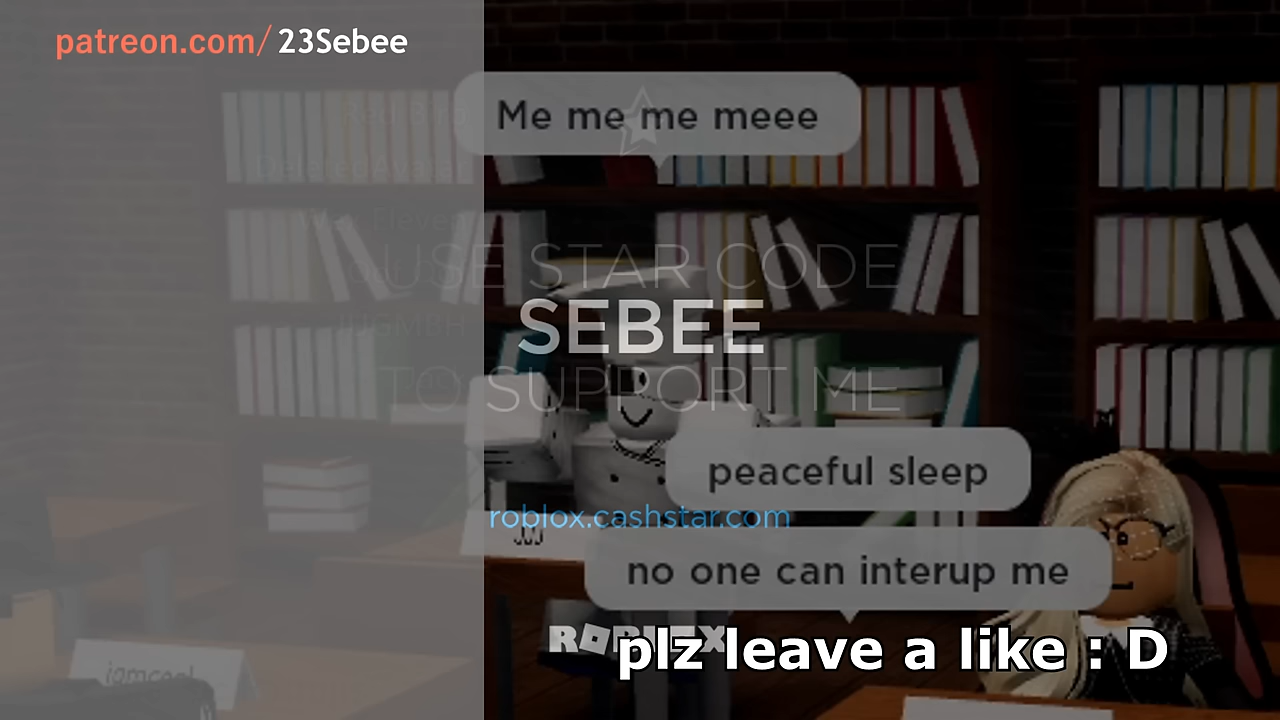 patreon.com/23Sebee
Me me me meee
USE STAR CODE
SEBEE
TO SUPPORT ME
peaceful sleep
roblox.cashstar.com
no one can interup me
ROBLOX
plz leave a like : D